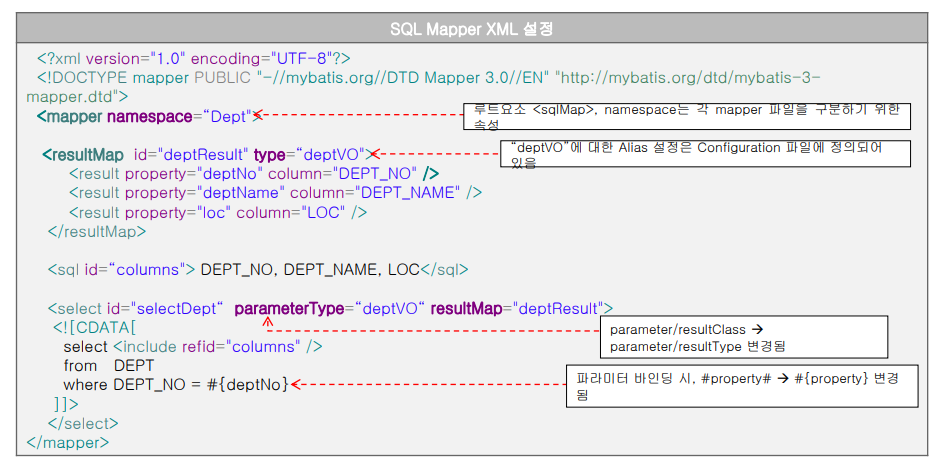 SQL Mapper XML 설정
<?xml version="1.0" encoding="UTF-8"?>
<!DOCTYPE mapper PUBLIC "-//mybatis.org//DTD Mapper 3.0//EN" "http://mybatis.org/dtd/mybatis-3-
mapper.dtd">
<mapper namespace=“Dept">
루트요소 <sqlMap>, namespace는 각 mapper 파일을 구분하기 위한
속성
<resultMap id="deptResult" type=“deptVO">
“deptVO”에 대한 Alias 설정은 Configuration 파일에 정의되어
있음
<result property="deptNo" column="DEPT_NO" />
<result property="deptName" column="DEPT_NAME" />
<result property="loc" column="LOC" />
</resultMap>
<sql id=“columns"> DEPT_NO, DEPT_NAME, LOC</sql>
<select id="selectDept“ parameterType=“deptVO“ resultMap="deptResult">
<![CDATA[
parameter/resultClass →
parameter/resultType 변경됨
select <include refid="columns" />
from DEPT
where DEPT_NO = #{deptNo}
파라미터 바인딩 시, #property# → #{property} 변경
됨
]]>
</select>
</mapper>